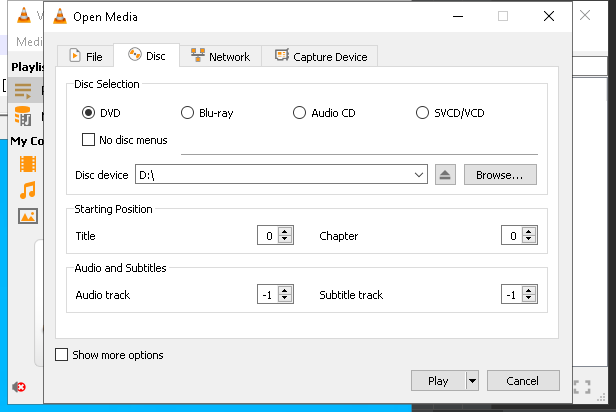 Open Media
Medi
File
Disc
Network
Capture Device
Playlis
Disc Selection
DVD
Blu-ray
Audio CD
SVCD/VCD
No disc menus
My Co
Disc device
D:\
Browse...
Starting Position
Title
0
Chapter
0
Audio and Subtitles
Audio track
-1
Subtitle track
-1
Show more options
Play
Cancel